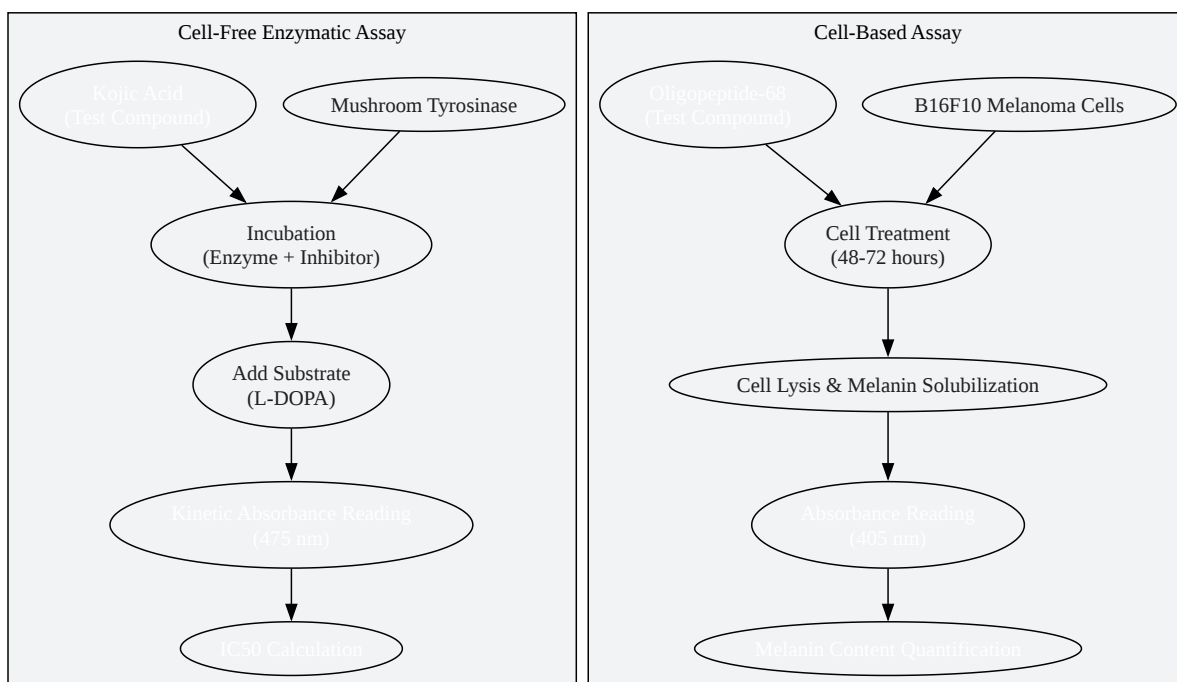 Cell-Free Enzymatic Assay
Kojic Acid
(Test Compound)
Mushroom Tyrosinase
Incubation
(Enzyme + Inhibitor)
Add Substrate
(L-DOPA)
Kinetic Absorbance Reading
(475 nm)
IC50 Calculation
Cell-Based Assay
Oligopeptide-68
(Test Compound)
B16F10 Melanoma Cells
Cell Treatment
(48-72 hours)
Cell Lysis & Melanin Solubilization
Absorbance Reading
(405 nm)
Melanin Content Quantification